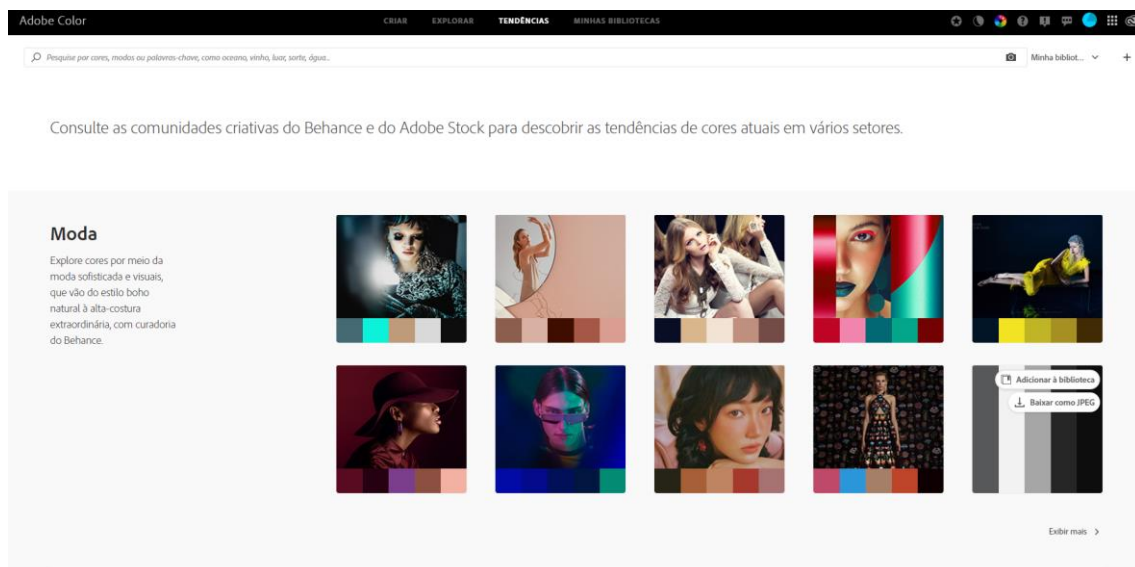 Adobe Color
CRIAR EXPLORAR TENDÊNCIAS MINHAS BIBLIOTECAS
Pesquise por cores, modos ou palavras-chave, como oceano, vinho, luar, sorte, água..
Minha bibliot...
Consulte as comunidades criativas do Behance e do Adobe Stock para descobrir as tendências de cores atuais em vários setores.
Moda
Explore cores por meio da
moda sofisticada e visuais,
que vão do estilo boho
natural à alta-costura
extraordinária, com curadoria
do Behance.
Adicionar à biblioteca
Baixar como JPEG
Exibir mais